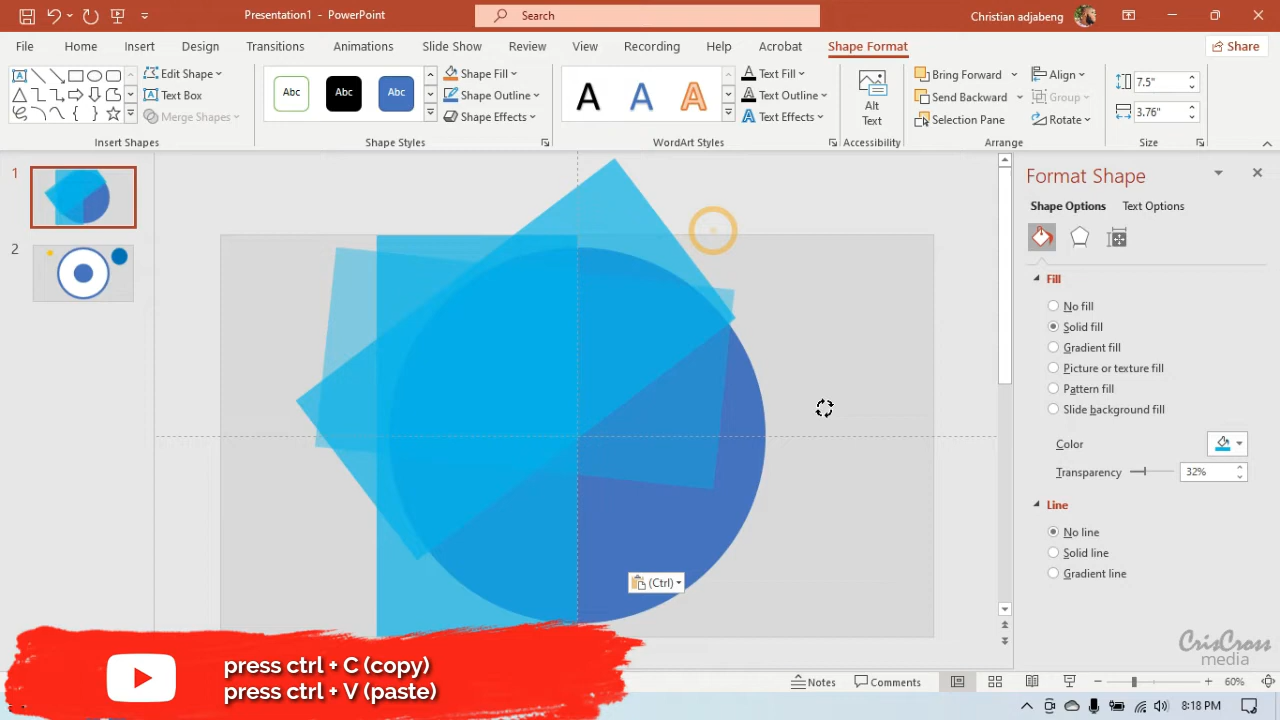 Presentation1 - PowerPoint
Search
Christian adjabeng
File
Home
Insert
Design
Transitions
Animations
Slide Show
Review
View
Recording
Help
Acrobat
Shape Format
Share
Edit Shape
Text Box
Merge Shapes
Insert Shapes
Abc
Abc
Abc
Shape Fill
Shape Outline
Shape Effects
Shape Styles
A
A
A
Text Fill
Text Outline
Text Effects
WordArt Styles
Alt
Text
Accessibility
Bring Forward
Send Backward
Selection Pane
Align
Group
Rotate
Arrange
7.5"
3.76"
Size
1
2
(Ctrl)
Format Shape
Shape Options
Text Options
Fill
No fill
Solid fill
Gradient fill
Picture or texture fill
Pattern fill
Slide background fill
Color
Transparency
32%
Line
No line
Solid line
Gradient line
CrisCross
media
press ctrl + C (copy)
press ctrl + V (paste)
Notes
Comments
60%
8:18 PM